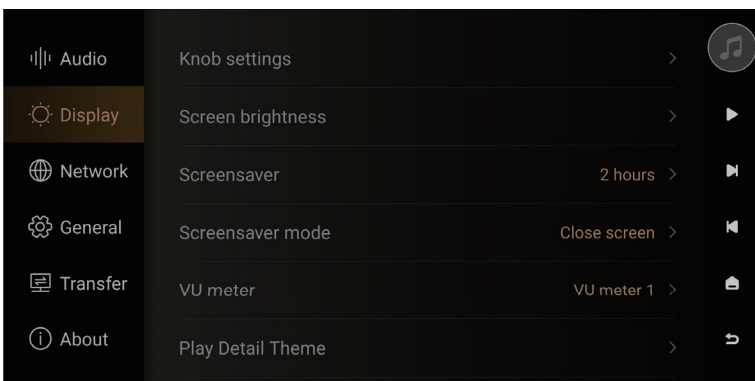 Audio
Display
Network
General
Transfer
About
Knob settings
Screen brightness
Screensaver 2 hours
Screensaver mode Close screen
VU meter VU meter 1
Play Detail Theme